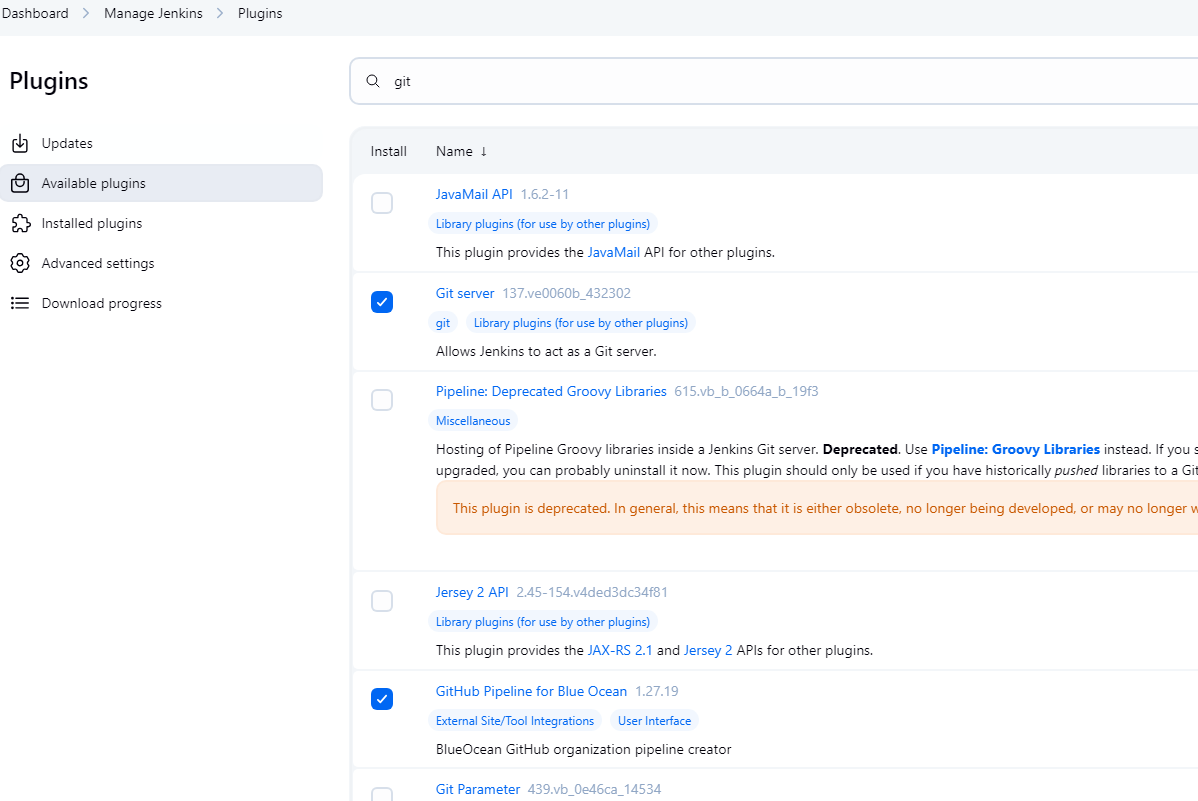 Dashboard > Manage Jenkins > Plugins
Plugins
git
Updates
Available plugins
Installed plugins
Advanced settings
Download progress
Install Name ↓
JavaMail API 1.6.2-11
Library plugins (for use by other plugins)
This plugin provides the JavaMail API for other plugins.
Git server 137.ve0060b_432302
git Library plugins (for use by other plugins)
Allows Jenkins to act as a Git server.
Pipeline: Deprecated Groovy Libraries 615.vb_b_0664a_b_19f3
Miscellaneous
Hosting of Pipeline Groovy libraries inside a Jenkins Git server. Deprecated. Use Pipeline: Groovy Libraries instead. If you s
upgraded, you can probably uninstall it now. This plugin should only be used if you have historically pushed libraries to a Git
This plugin is deprecated. In general, this means that it is either obsolete, no longer being developed, or may no longer w
Jersey 2 API 2.45-154.v4ded3dc34f81
Library plugins (for use by other plugins)
This plugin provides the JAX-RS 2.1 and Jersey 2 APIs for other plugins.
GitHub Pipeline for Blue Ocean 1.27.19
External Site/Tool Integrations User Interface
BlueOcean GitHub organization pipeline creator
Git Parameter 439.vb_0e46ca_14534